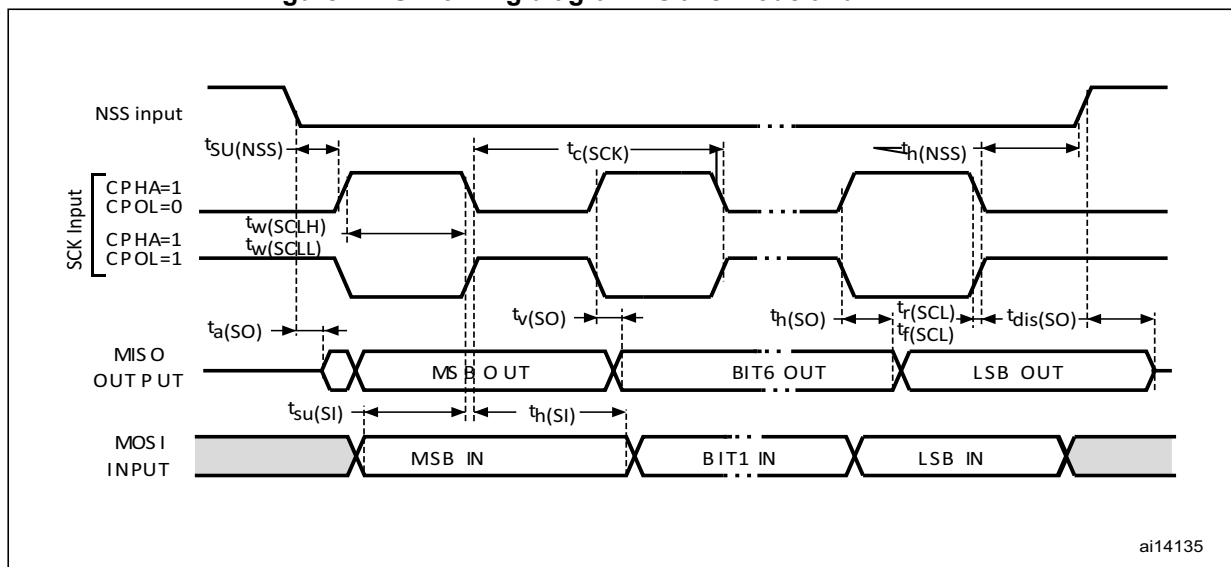 NSS input
tSU(NSS)
tc(SCK)
th(NSS)
SCK Input
CPHA=1
CPOL=0
tw(SCLH)
CPHA=1
tw(SCLL)
CPOL=1
ta(SO)
tv(SO)
th(SO)
tr(SCL)
tf(SCL)
tdis(SO)
MISO
OUTPUT
MSB OUT
BIT6 OUT
LSB OUT
tsu(SI)
th(SI)
MOSI
INPUT
MSB IN
BIT1 IN
LSB IN
ai14135